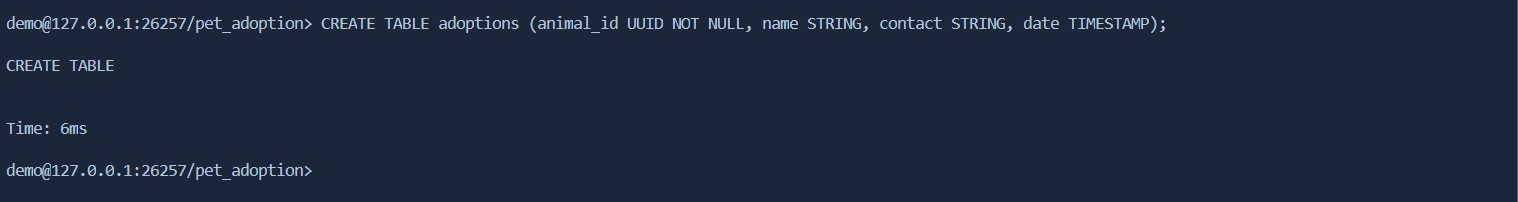 demo@127.0.0.1:26257/pet_adoption> CREATE TABLE adoptions (animal_id UUID NOT NULL, name STRING, contact STRING, date TIMESTAMP);
CREATE TABLE
Time: 6ms
demo@127.0.0.1:26257/pet_adoption>